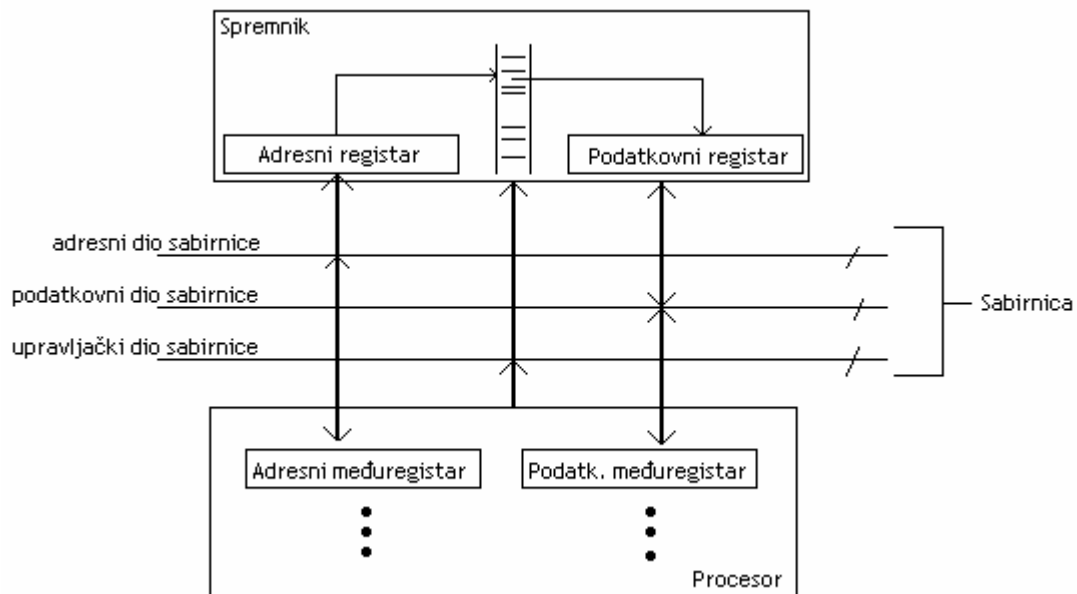 Spremnik
Adresni registar
Podatkovni registar
adresni dio sabirnice
podatkovni dio sabirnice
Sabirnica
upravljački dio sabirnice
Adresni međuregistar
Podatk. međuregistar
Procesor